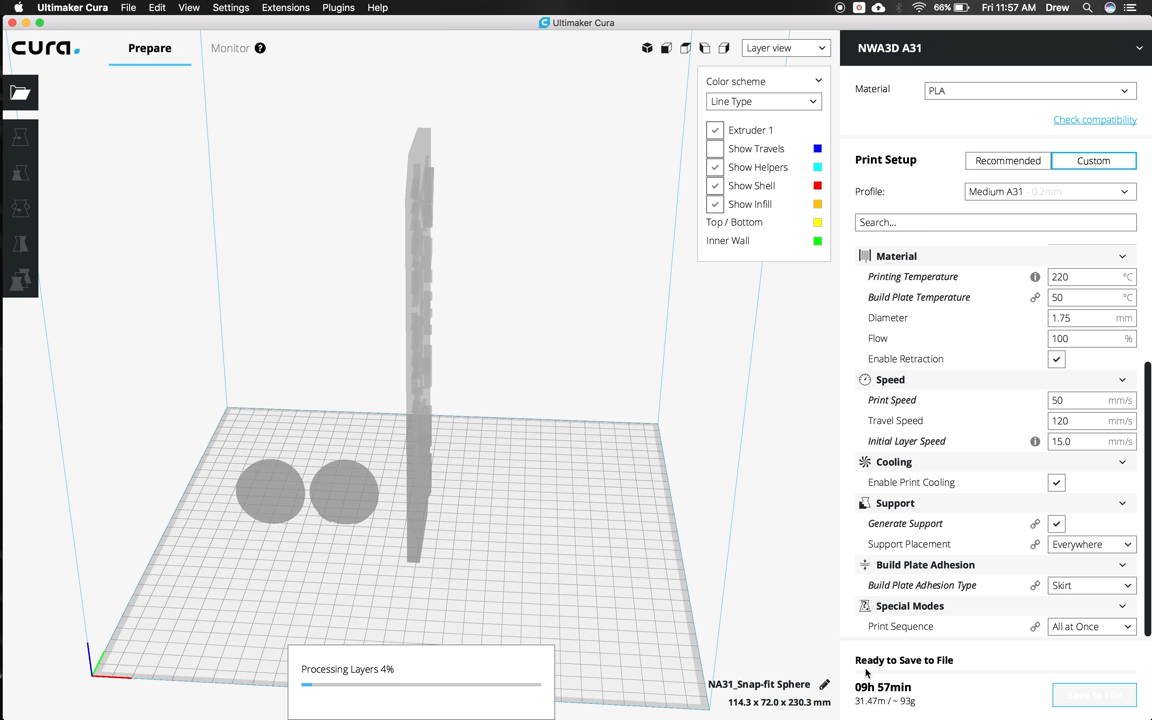 Ultimaker Cura File Edit View Settings Extensions Plugins Help 66% Fri 11:57 AM Drew
Ultimaker Cura
cura. Prepare Monitor ? Layer view
NWA3D A31
Color scheme
Line Type
Extruder 1
Show Travels
Show Helpers
Show Shell
Show Infill
Top / Bottom
Inner Wall
Material PLA
Check compatibility
Print Setup Recommended Custom
Profile: Medium A31 - 0.2mm
Search...
Material
Printing Temperature 220 °C
Build Plate Temperature 50 °C
Diameter 1.75 mm
Flow 100 %
Enable Retraction
Speed
Print Speed 50 mm/s
Travel Speed 120 mm/s
Initial Layer Speed 15.0 mm/s
Cooling
Enable Print Cooling
Support
Generate Support
Support Placement Everywhere
Build Plate Adhesion
Build Plate Adhesion Type Skirt
Special Modes
Print Sequence All at Once
Processing Layers 4%
NA31_Snap-fit Sphere
114.3 x 72.0 x 230.3 mm
Ready to Save to File
09h 57min
31.47m / ~ 93g
Save to File